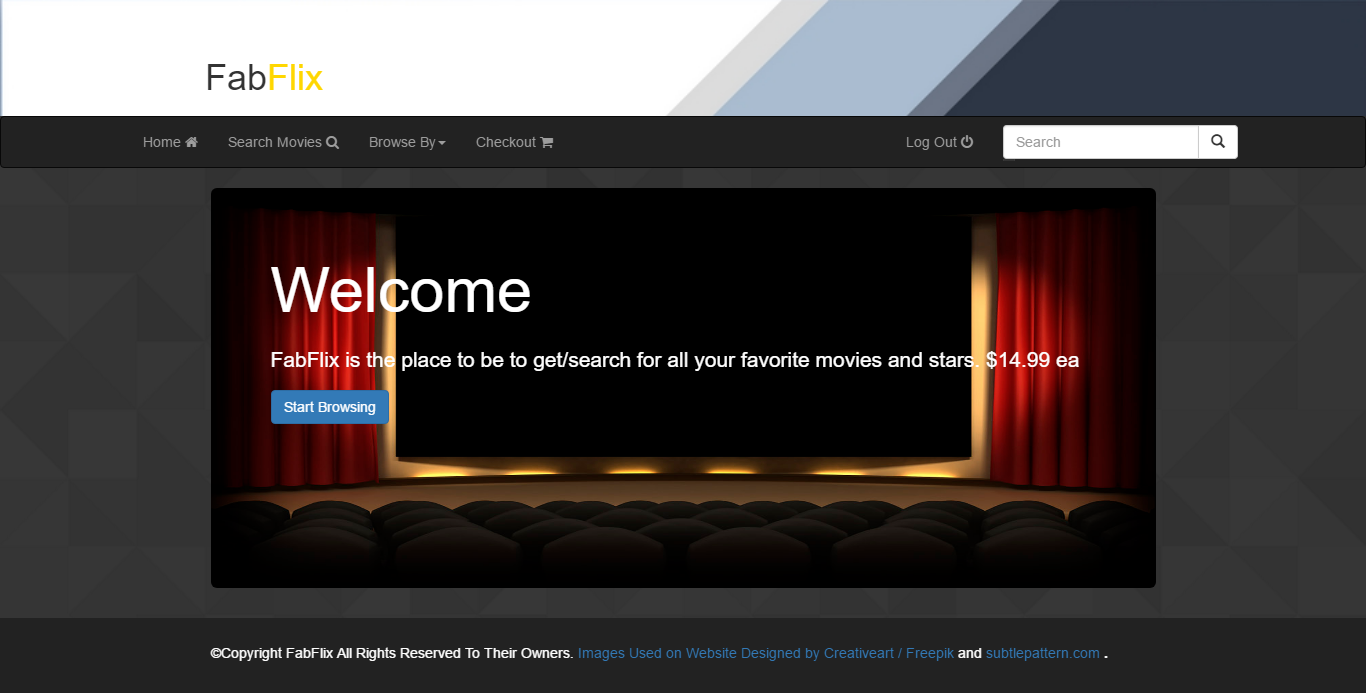 FabFlix
Home Search Movies Browse By Checkout Log Out Search
Welcome
FabFlix is the place to be to get/search for all your favorite movies and stars. $14.99 ea
Start Browsing
©Copyright FabFlix All Rights Reserved To Their Owners. Images Used on Website Designed by Creativeart / Freepik and subtlepattern.com .